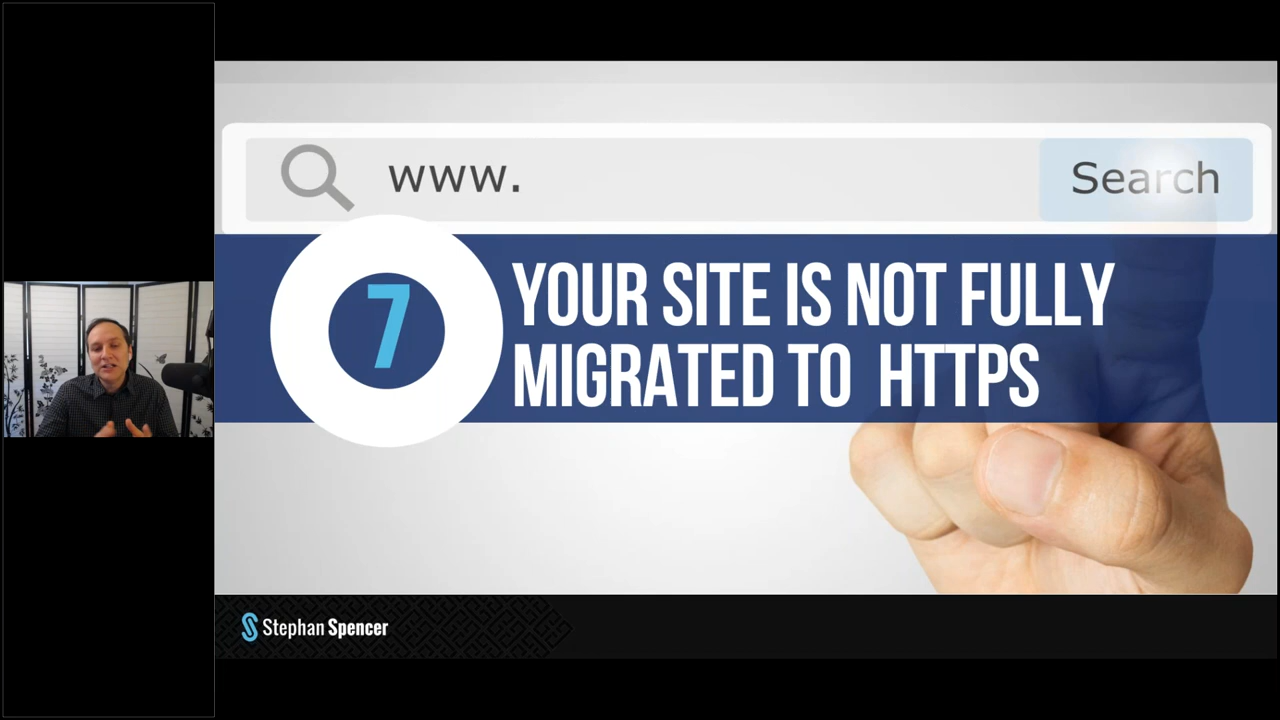 www.
Search
7
YOUR SITE IS NOT FULLY
MIGRATED TO HTTPS
Stephan Spencer